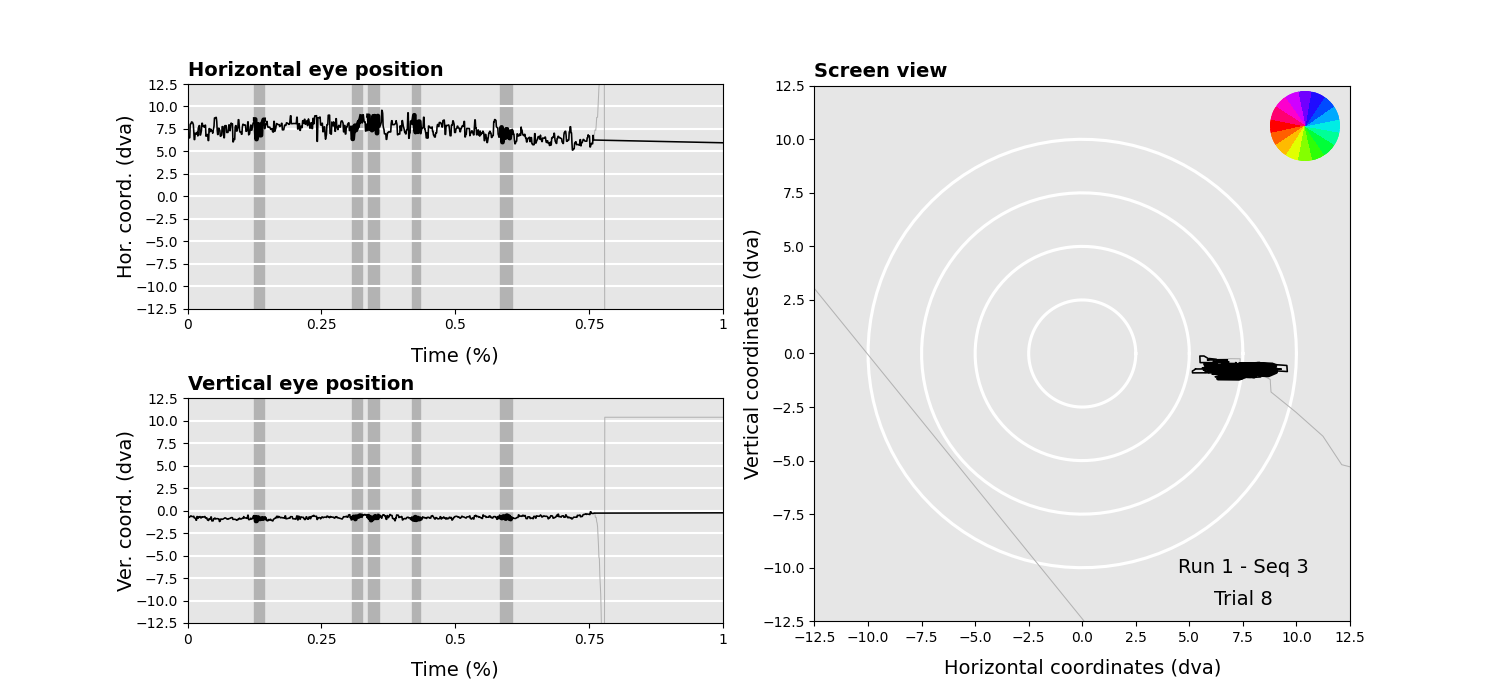 Horizontal eye position
12.5
10.0
7.5
5.0
2.5
0.0
−2.5
−5.0
−7.5
−10.0
−12.5
Hor. coord. (dva)
0 0.25 0.5 0.75 1
Time (%)
Vertical eye position
12.5
10.0
7.5
5.0
2.5
0.0
−2.5
−5.0
−7.5
−10.0
−12.5
Ver. coord. (dva)
0 0.25 0.5 0.75 1
Time (%)
Screen view
12.5
10.0
7.5
5.0
2.5
0.0
−2.5
−5.0
−7.5
−10.0
−12.5
Vertical coordinates (dva)
Run 1 - Seq 3
Trial 8
−12.5 −10.0 −7.5 −5.0 −2.5 0.0 2.5 5.0 7.5 10.0 12.5
Horizontal coordinates (dva)